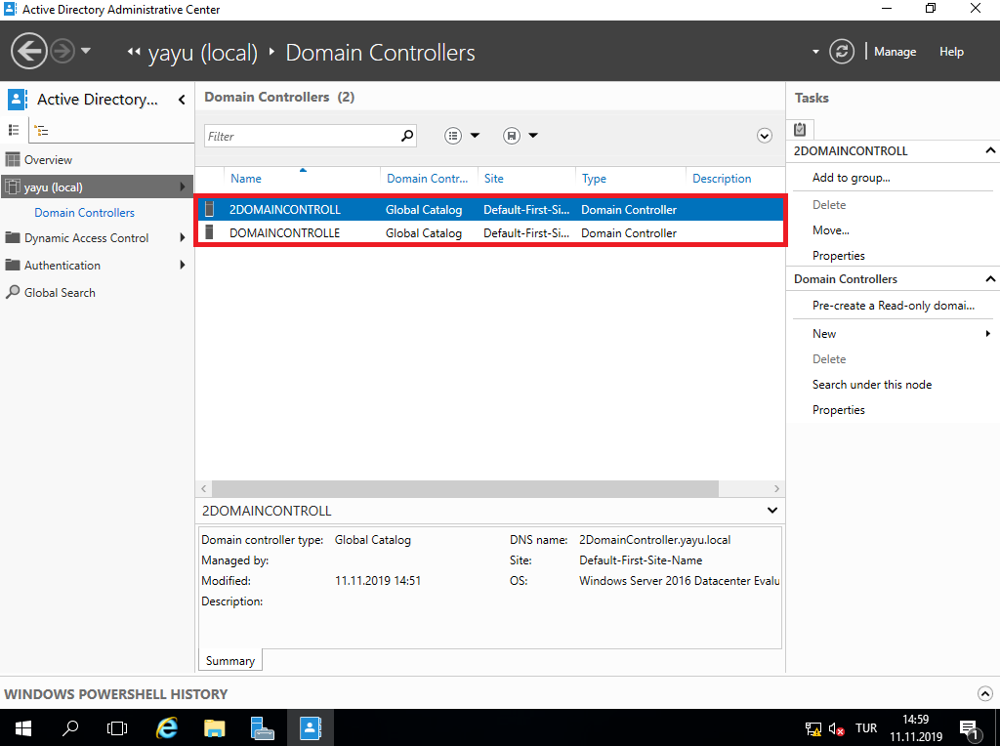 Active Directory Administrative Center
yayu (local) Domain Controllers
Manage
Help
Active Directory...
Overview
yayu (local)
Domain Controllers
Dynamic Access Control
Authentication
Global Search
Domain Controllers (2)
Filter
Name Domain Contr... Site Type Description
2DOMAINCONTROLL Global Catalog Default-First-Si... Domain Controller
DOMAINCONTROLLE Global Catalog Default-First-Si... Domain Controller
2DOMAINCONTROLL
Domain controller type: Global Catalog DNS name: 2DomainController.yayu.local
Managed by: Site: Default-First-Site-Name
Modified: 11.11.2019 14:51 OS: Windows Server 2016 Datacenter Evalu
Description:
Summary
Tasks
2DOMAINCONTROLL
Add to group...
Delete
Move...
Properties
Domain Controllers
Pre-create a Read-only domai...
New
Delete
Search under this node
Properties
WINDOWS POWERSHELL HISTORY
TUR
14:59
11.11.2019
1